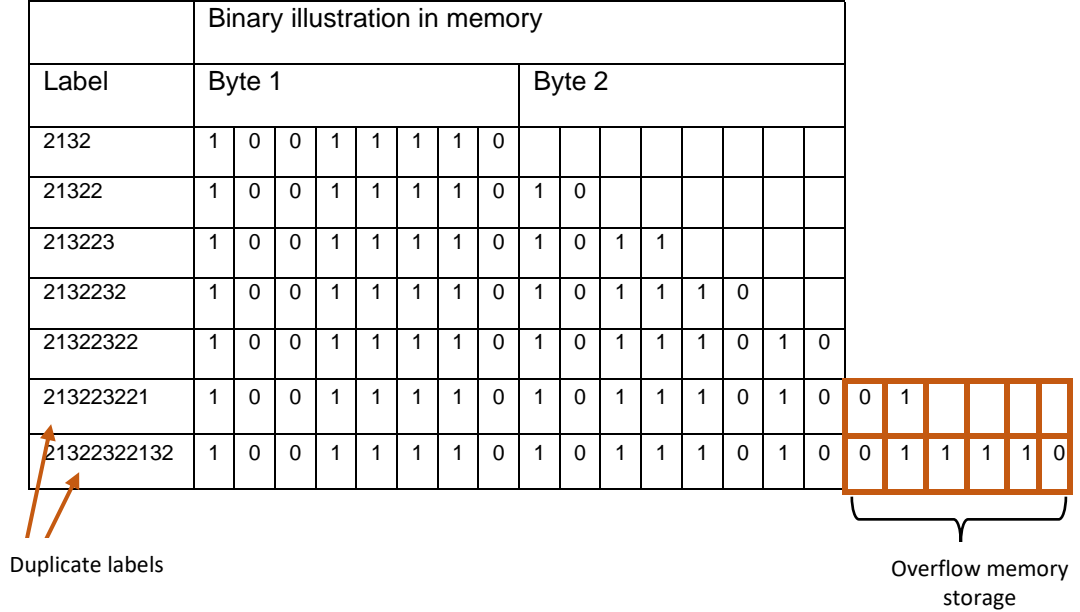 Binary illustration in memory
Label Byte 1 Byte 2
2132 1 0 0 1 1 1 1 0
21322 1 0 0 1 1 1 1 0 1 0
213223 1 0 0 1 1 1 1 0 1 0 1 1
2132232 1 0 0 1 1 1 1 0 1 0 1 1 1 0
21322322 1 0 0 1 1 1 1 0 1 0 1 1 1 0 1 0
213223221 1 0 0 1 1 1 1 0 1 0 1 1 1 0 1 0 0 1
21322322132 1 0 0 1 1 1 1 0 1 0 1 1 1 0 1 0 0 1 1 1 1 0
Duplicate labels
Overflow memory
storage